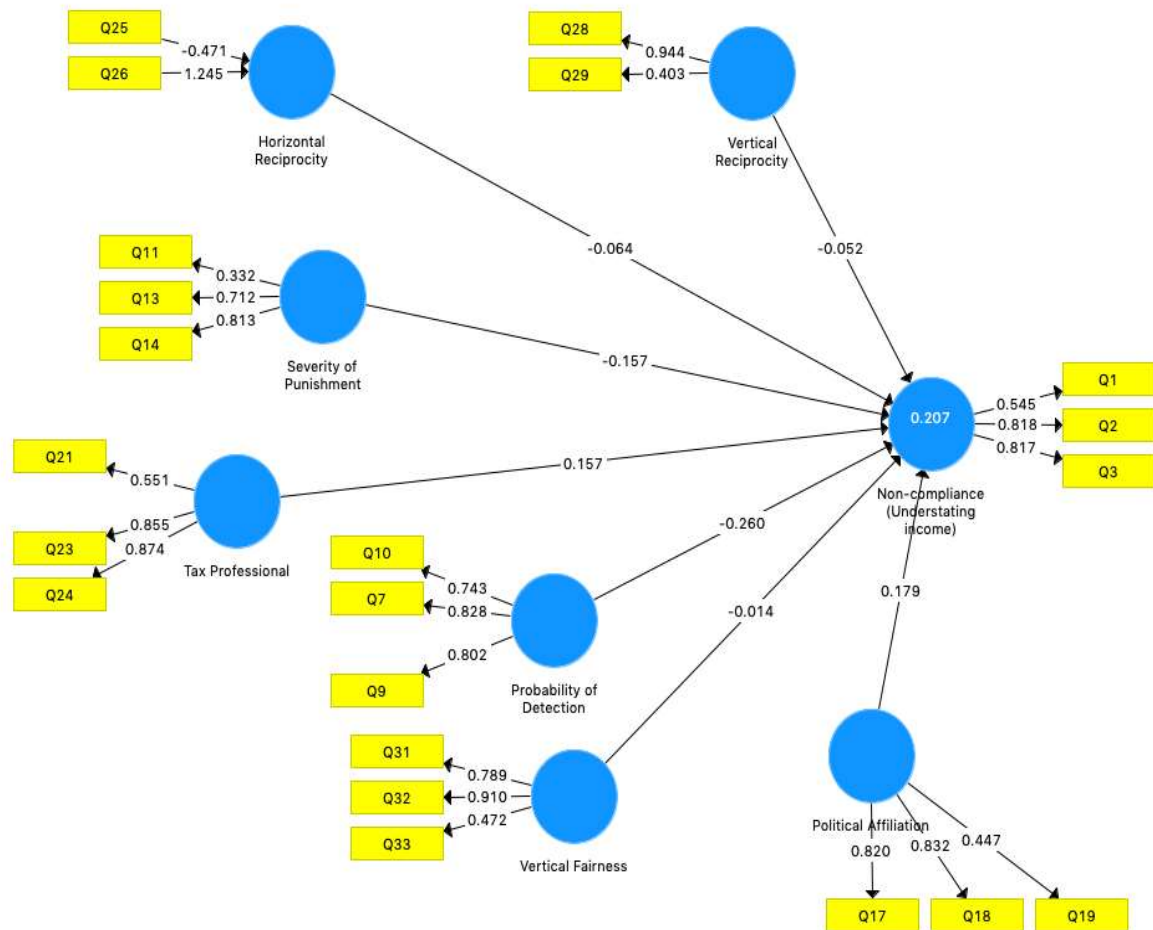 Q25
-0.471
Q26
1.245
Horizontal
Reciprocity
Q28
0.944
Q29
0.403
Vertical
Reciprocity
-0.064
-0.052
Q11
0.332
Q13
0.712
Q14
0.813
Severity of
Punishment
-0.157
0.207
Q1
0.545
Q2
0.818
Q3
0.817
Non-compliance
(Understating
income)
Q21
0.551
Q23
0.855
Q24
0.874
Tax Professional
0.157
Q10
0.743
Q7
0.828
Q9
0.802
Probability of
Detection
-0.260
-0.014
0.179
Q31
0.789
Q32
0.910
Q33
0.472
Vertical Fairness
Political Affiliation
0.820
0.832
0.447
Q17
Q18
Q19